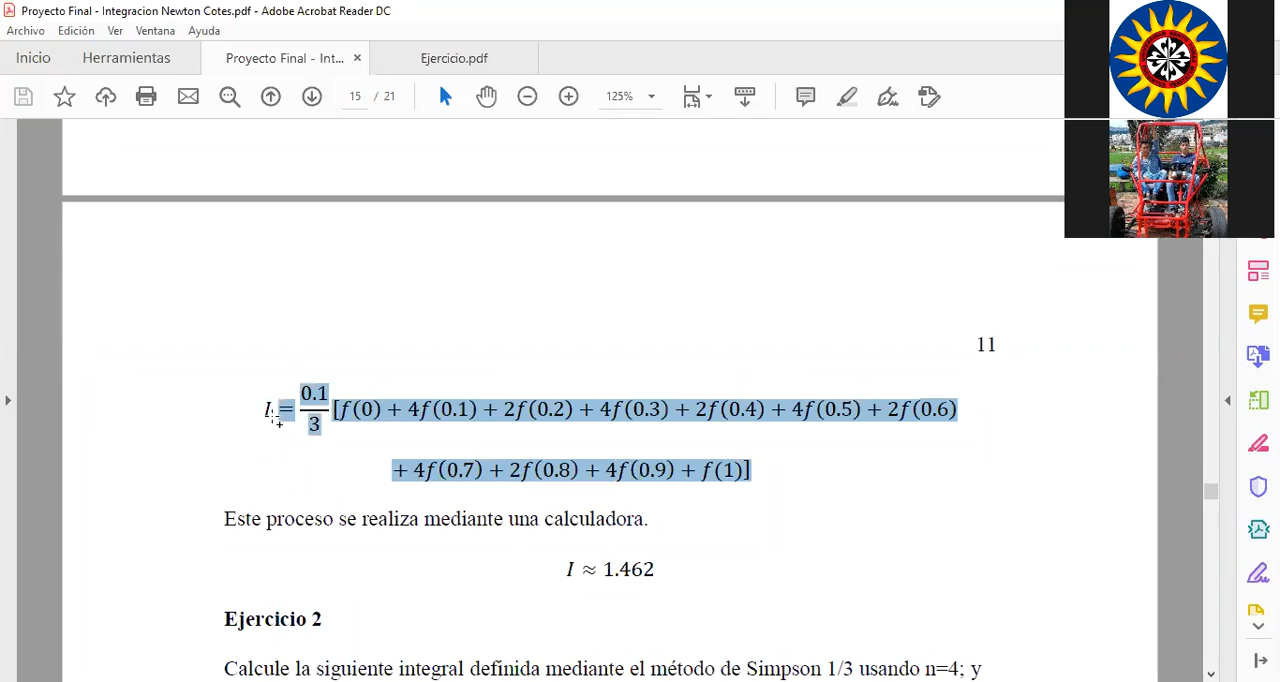 Proyecto Final - Integracion Newton Cotes.pdf - Adobe Acrobat Reader DC
Archivo Edición Ver Ventana Ayuda
Inicio Herramientas Proyecto Final - Int... × Ejercicio.pdf
15 / 21 125%
11
I = 0.1/3 [f(0) + 4f(0.1) + 2f(0.2) + 4f(0.3) + 2f(0.4) + 4f(0.5) + 2f(0.6)
+ 4f(0.7) + 2f(0.8) + 4f(0.9) + f(1)]
Este proceso se realiza mediante una calculadora.
I ≈ 1.462
Ejercicio 2
Calcule la siguiente integral definida mediante el método de Simpson 1/3 usando n=4; y